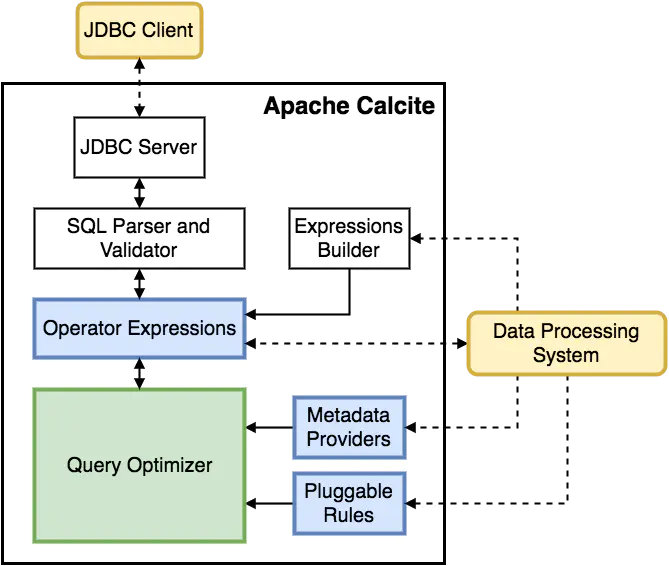 JDBC Client
Apache Calcite
JDBC Server
SQL Parser and
Validator
Expressions
Builder
Operator Expressions
Data Processing
System
Query Optimizer
Metadata
Providers
Pluggable
Rules